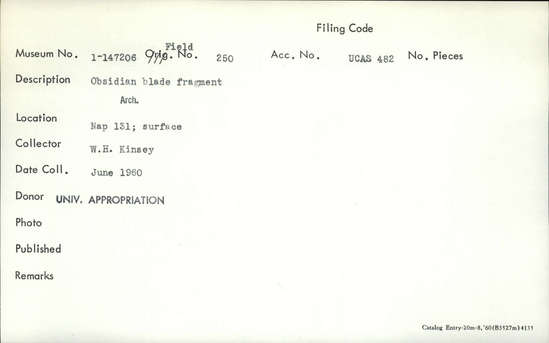 Filing Code
Field
Museum No. 1-147206 Orig. No. 250 Acc. No. UCAS 482 No. Pieces
Description Obsidian blade fragment
Arch.
Location Nap 131; surface
Collector W.H. Kinsey
Date Coll. June 1960
Donor UNIV. APPROPRIATION
Photo
Published
Remarks
Catalog Entry-20m-8,'60(B3527m)4131